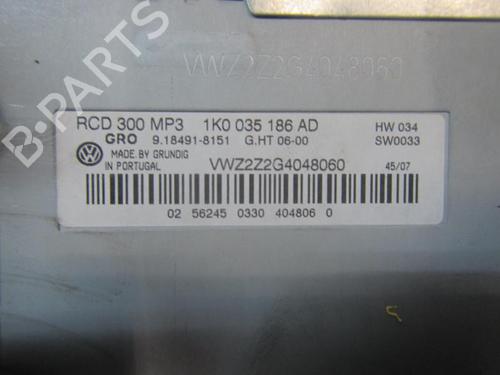 VWZ2Z2G4048060
RCD 300 MP3 1K0 035 186 AD HW 034
GRO 9.18491-8151 G.HT 06-00 SW0033
MADE.BY GRUNDIG
IN PORTUGAL VWZ2Z2G4048060 45/07
02 56245 0330 404806 0
B-PARTS